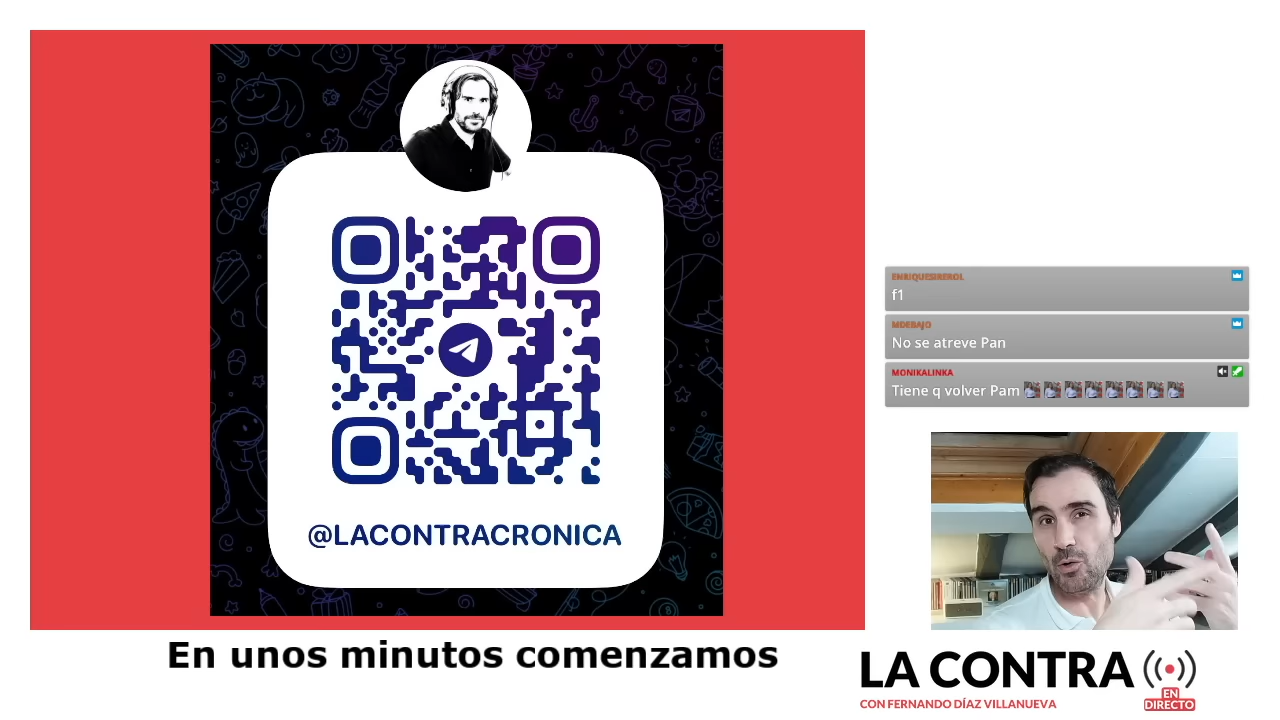 @LACONTRACRONICA
En unos minutos comenzamos
ENRIQUESIREROL
f1
MDEBAJO
No se atreve Pan
MONIKALINKA
Tiene q volver Pam
LA CONTRA
EN DIRECTO
CON FERNANDO DÍAZ VILLANUEVA